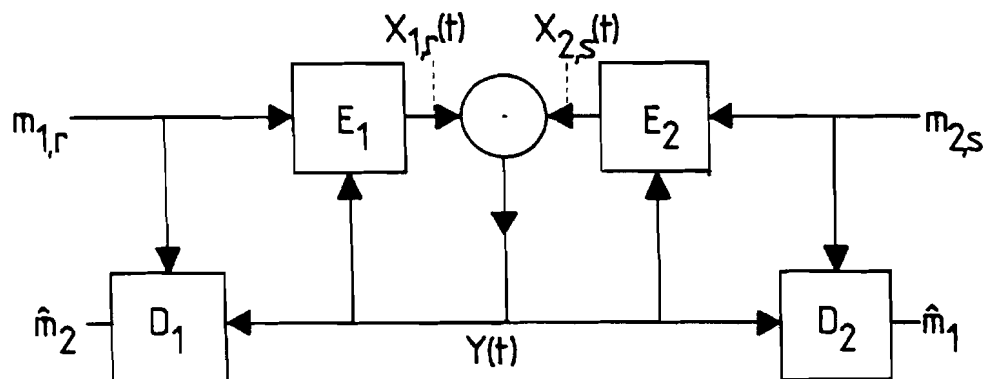 X₁,ᵣ(t) X₂,ₛ(t)
m₁,ᵣ E₁ · E₂ m₂,ₛ
m̂₂ D₁ Y(t) D₂ m̂₁